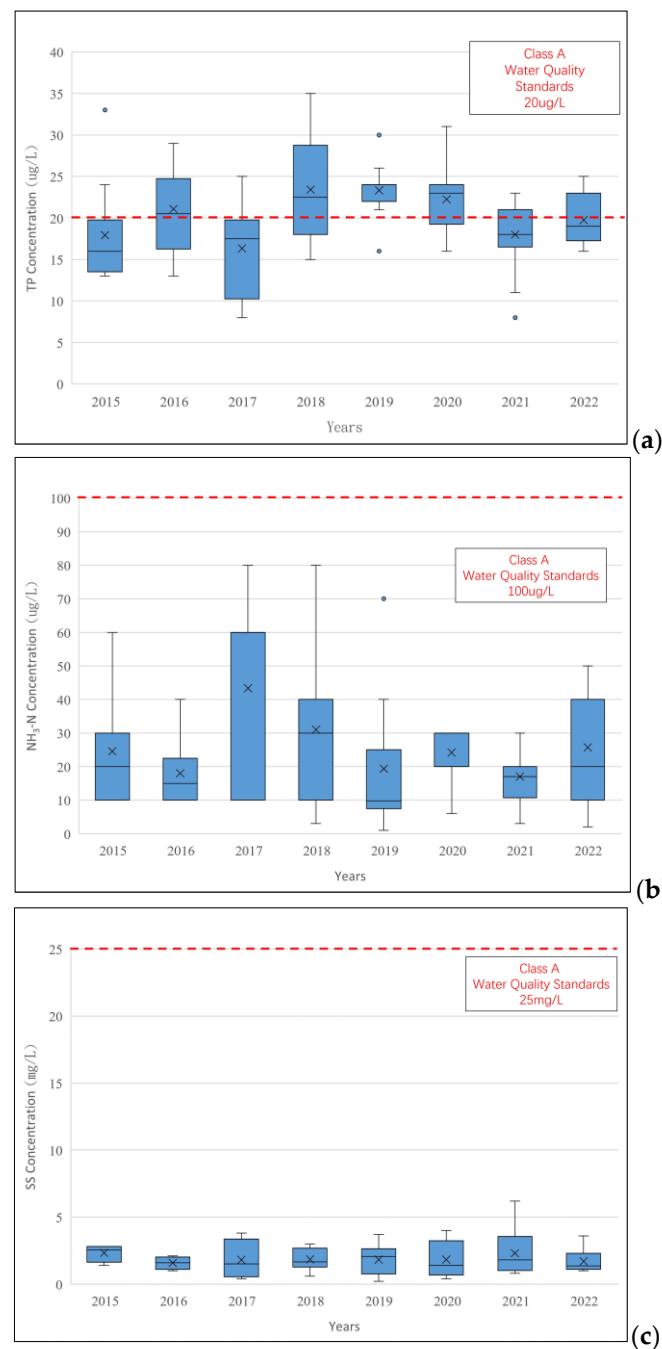 40
35
30
25
20
15
10
5
0
TP Concentration (ug/L)
Class A
Water Quality
Standards
20ug/L
2015 2016 2017 2018 2019 2020 2021 2022
Years
(a)
100
90
80
70
60
50
40
30
20
10
0
NH3-N Concentration (ug/L)
Class A
Water Quality Standards
100ug/L
2015 2016 2017 2018 2019 2020 2021 2022
Years
(b
25
20
15
10
5
0
SS Concentration (mg/L)
Class A
Water Quality Standards
25mg/L
2015 2016 2017 2018 2019 2020 2021 2022
Years
(c)